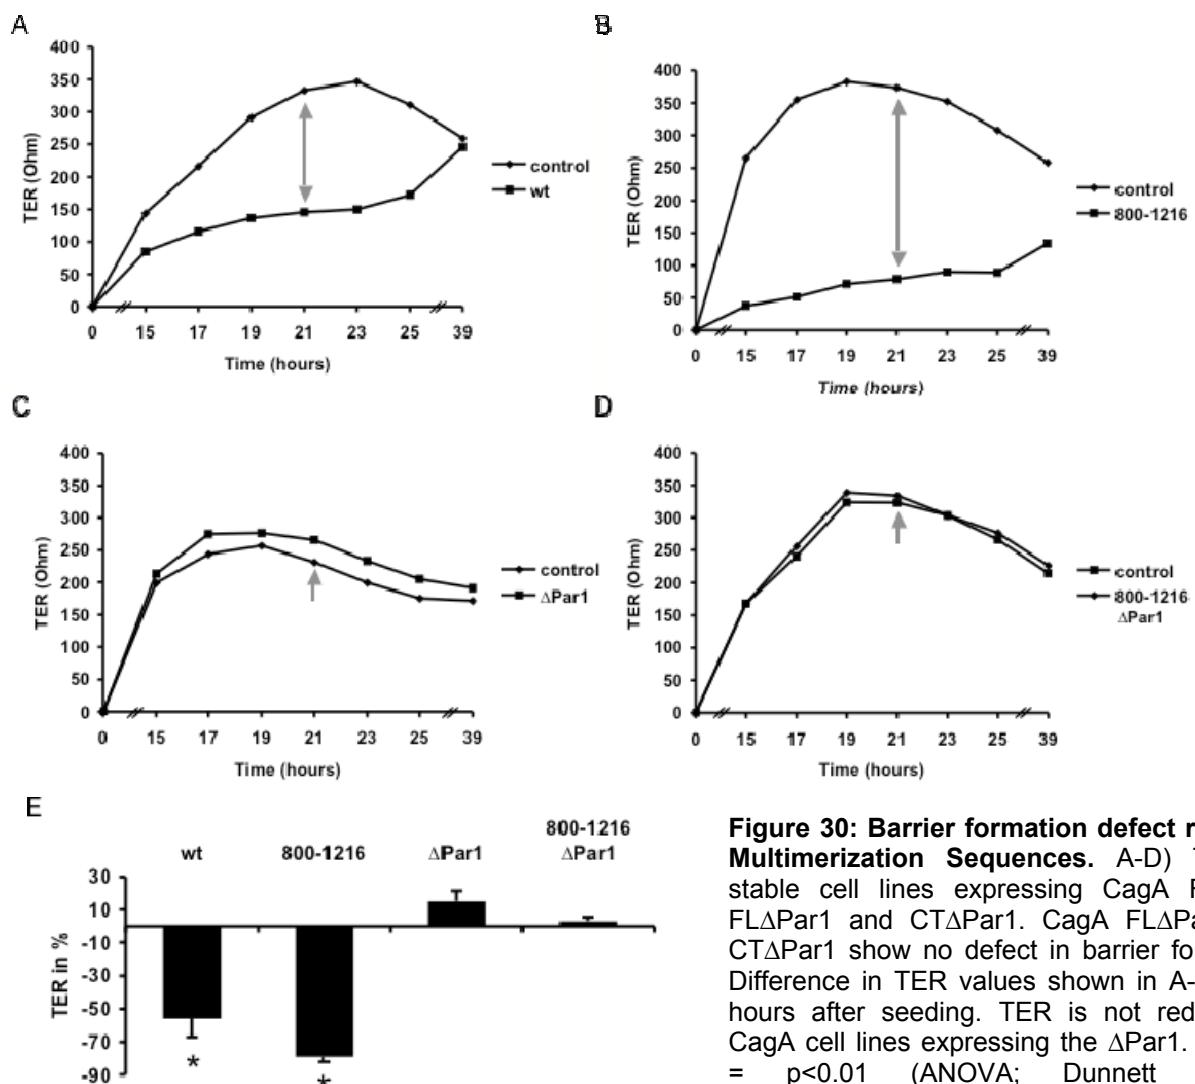 A
400
350
300
250
200
150
100
50
0
TER (Ohm)
0 15 17 19 21 23 25 39
Time (hours)
control
wt
B
400
350
300
250
200
150
100
50
0
TER (Ohm)
0 15 17 19 21 23 25 39
Time (hours)
control
800-1216
C
400
350
300
250
200
150
100
50
0
TER (Ohm)
0 15 17 19 21 23 25 39
Time (hours)
control
ΔPar1
D
400
350
300
250
200
150
100
50
0
TER (Ohm)
0 15 17 19 21 23 25 39
Time (hours)
control
800-1216
ΔPar1
E
wt 800-1216 ΔPar1 800-1216
ΔPar1
30
10
-10
-30
-50
-70
-90
TER in %
*
*
Figure 30: Barrier formation defect
Multimerization Sequences. A-D)
stable cell lines expressing CagA
FLΔPar1 and CTΔPar1. CagA
CTΔPar1 show no defect in barrier
Difference in TER values shown in
hours after seeding. TER is not
CagA cell lines expressing the ΔPar1.
= p<0.01 (ANOVA; Dunnett